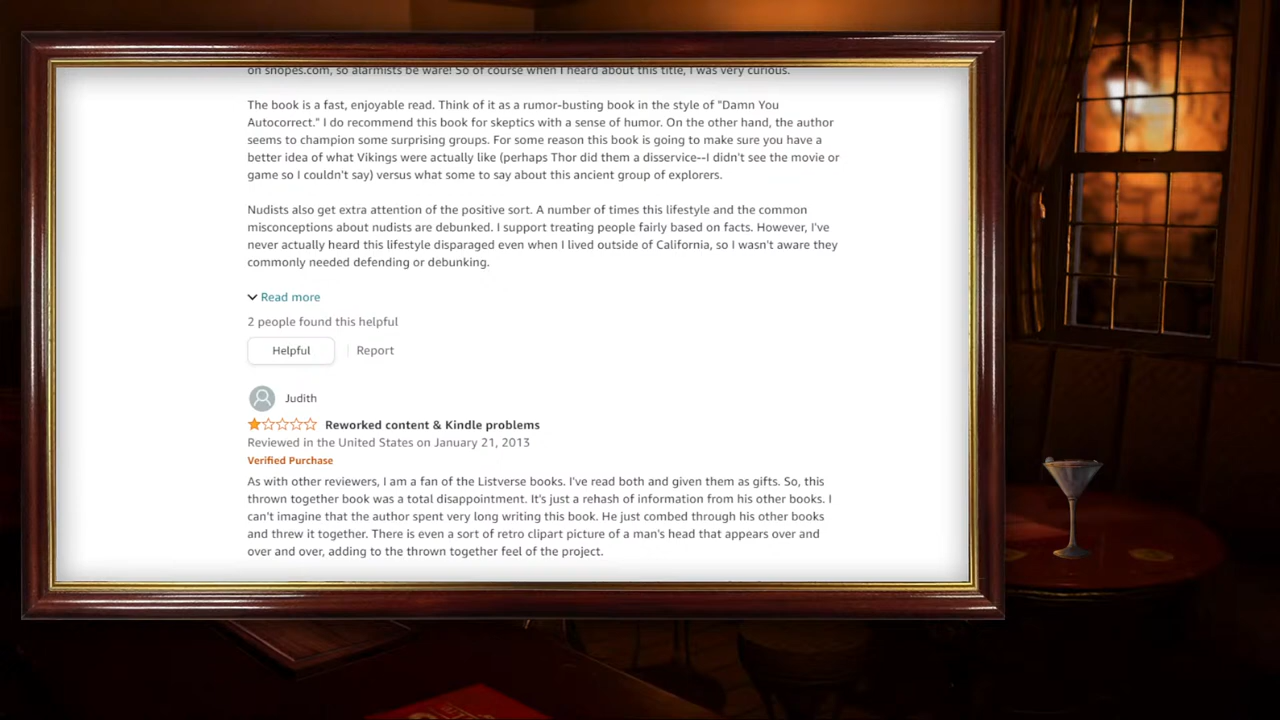 on snopes.com, so alarmists be ware! So of course when I heard about this title, I was very curious.
The book is a fast, enjoyable read. Think of it as a rumor-busting book in the style of "Damn You
Autocorrect." I do recommend this book for skeptics with a sense of humor. On the other hand, the author
seems to champion some surprising groups. For some reason this book is going to make sure you have a
better idea of what Vikings were actually like (perhaps Thor did them a disservice--I didn't see the movie or
game so I couldn't say) versus what some to say about this ancient group of explorers.
Nudists also get extra attention of the positive sort. A number of times this lifestyle and the common
misconceptions about nudists are debunked. I support treating people fairly based on facts. However, I've
never actually heard this lifestyle disparaged even when I lived outside of California, so I wasn't aware they
commonly needed defending or debunking.
Read more
2 people found this helpful
Helpful | Report
Judith
Reworked content & Kindle problems
Reviewed in the United States on January 21, 2013
Verified Purchase
As with other reviewers, I am a fan of the Listverse books. I've read both and given them as gifts. So, this
thrown together book was a total disappointment. It's just a rehash of information from his other books. I
can't imagine that the author spent very long writing this book. He just combed through his other books
and threw it together. There is even a sort of retro clipart picture of a man's head that appears over and
over and over, adding to the thrown together feel of the project.